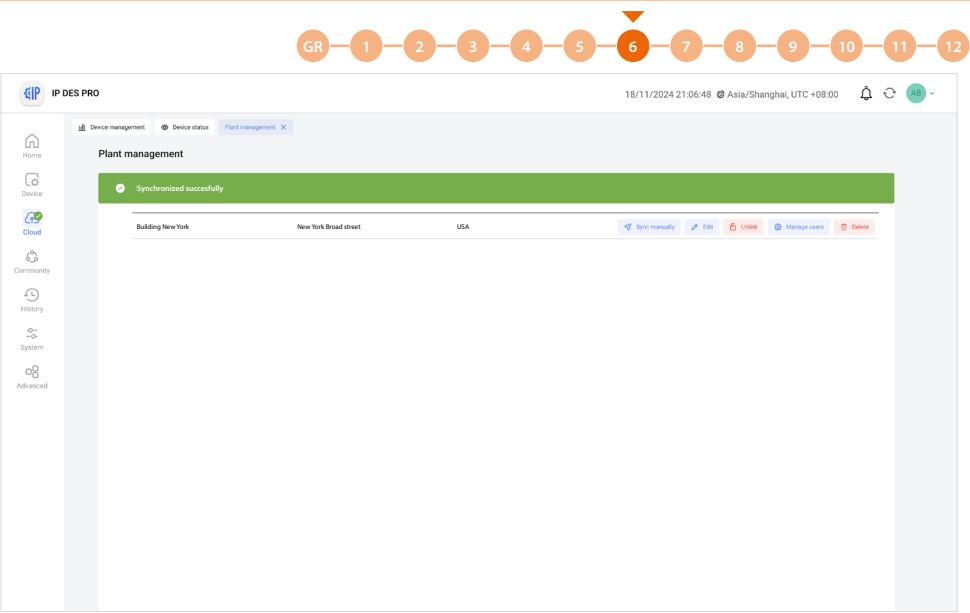 GR 1 2 3 4 5 6 7 8 9 10 11 12
IP IP DES PRO 18/11/2024 21:06:48 Asia/Shanghai, UTC +08:00 AB
Device management Device status Plant management
Home
Plant management
Device
Synchronized succesfully
Cloud
Building New York New York Broad street USA Sync manually Edit Unlink Manage users Delete
Community
History
System
Advanced